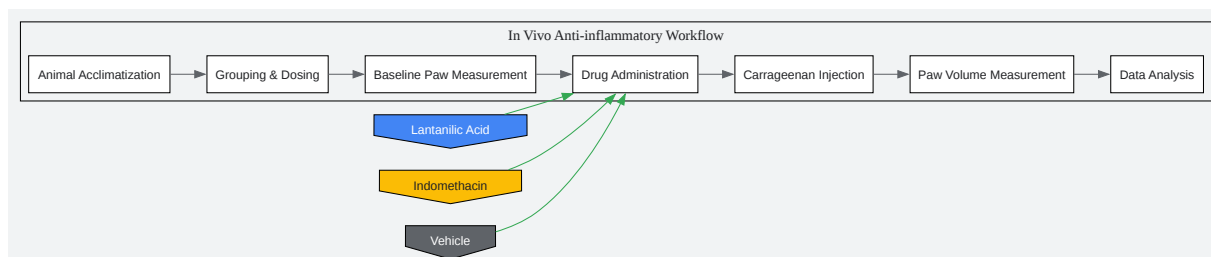 In Vivo Anti-inflammatory Workflow
Animal Acclimatization
Grouping & Dosing
Baseline Paw Measurement
Drug Administration
Carrageenan Injection
Paw Volume Measurement
Data Analysis
Lantanilic Acid
Indomethacin
Vehicle